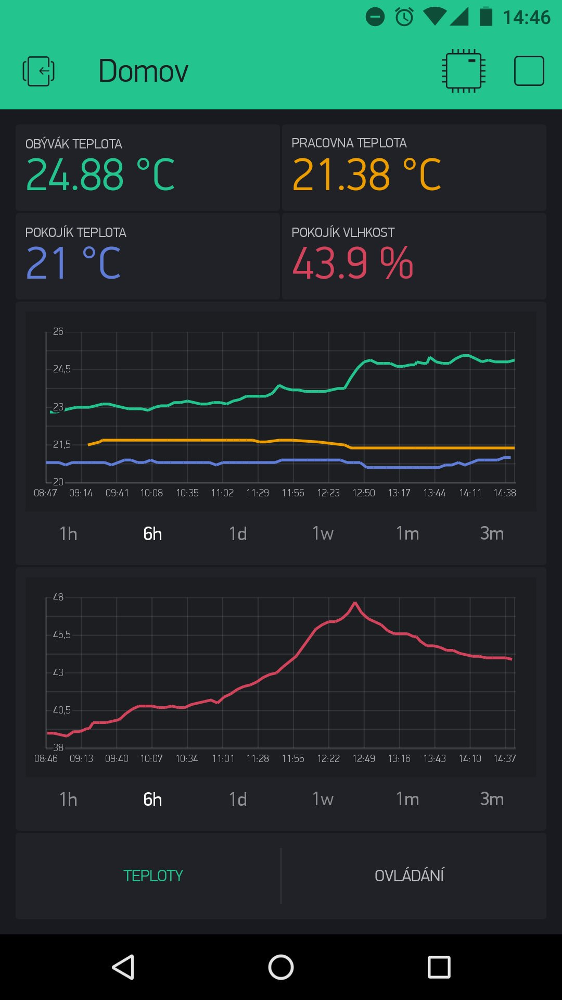 14:46
Domov
OBÝVÁK TEPLOTA
24.88 °C
PRACOVNA TEPLOTA
21.38 °C
POKOJÍK TEPLOTA
21 °C
POKOJÍK VLHKOST
43.9 %
26
24,5
23
21,5
20
08:47 09:14 09:41 10:08 10:35 11:02 11:29 11:56 12:23 12:50 13:17 13:44 14:11 14:38
1h 6h 1d 1w 1m 3m
48
45,5
43
40,5
38
08:46 09:13 09:40 10:07 10:34 11:01 11:28 11:55 12:22 12:49 13:16 13:43 14:10 14:37
1h 6h 1d 1w 1m 3m
TEPLOTY OVLÁDÁNÍ